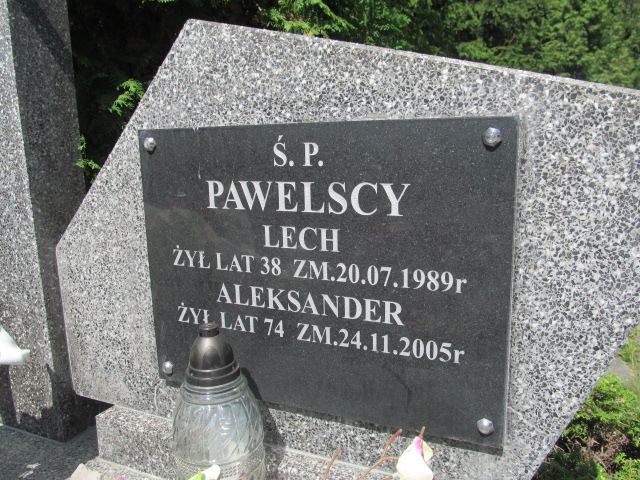 Ś. P.
PAWELSCY
LECH
ŻYŁ LAT 38 ZM.20.07.1989r
ALEKSANDER
ŻYŁ LAT 74 ZM.24.11.2005r